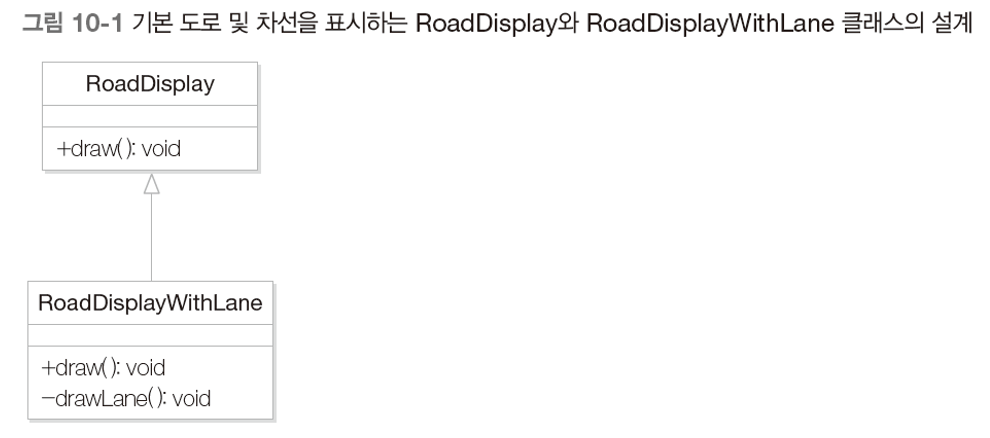 그림 10-1 기본 도로 및 차선을 표시하는 RoadDisplay와 RoadDisplayWithLane 클래스의 설계
RoadDisplay
+draw(): void
RoadDisplayWithLane
+draw(): void
−drawLane(): void